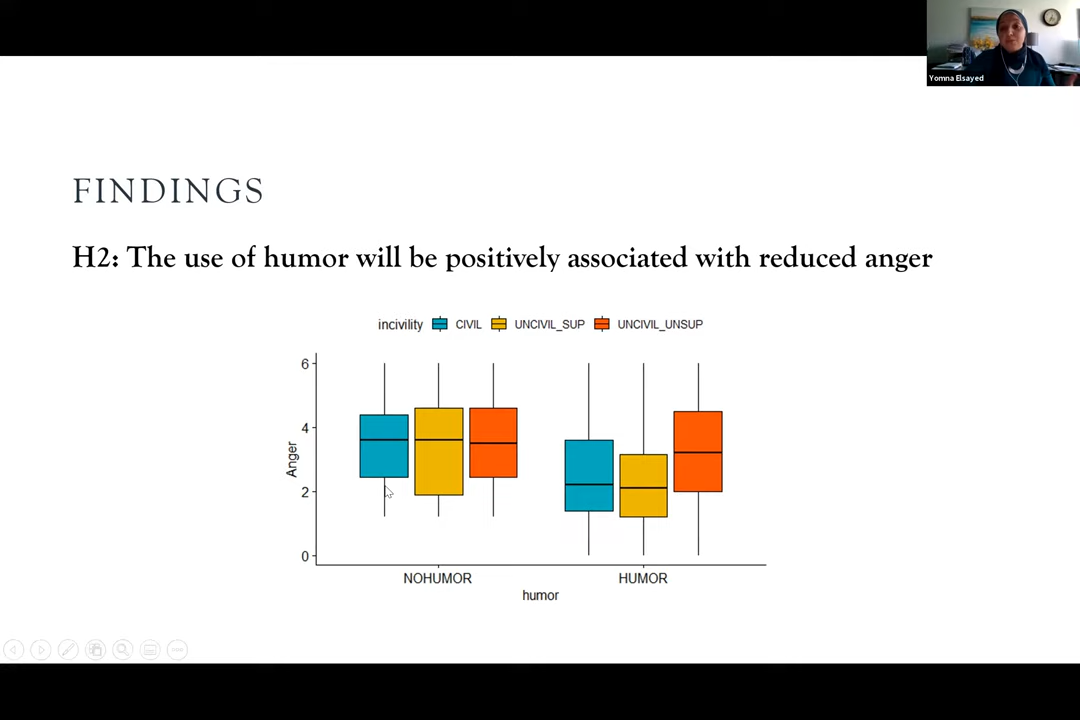 Yomna Elsayed
FINDINGS
H2: The use of humor will be positively associated with reduced anger
incivility CIVIL UNCIVIL_SUP UNCIVIL_UNSUP
6
4
2
0
Anger
NOHUMOR HUMOR
humor